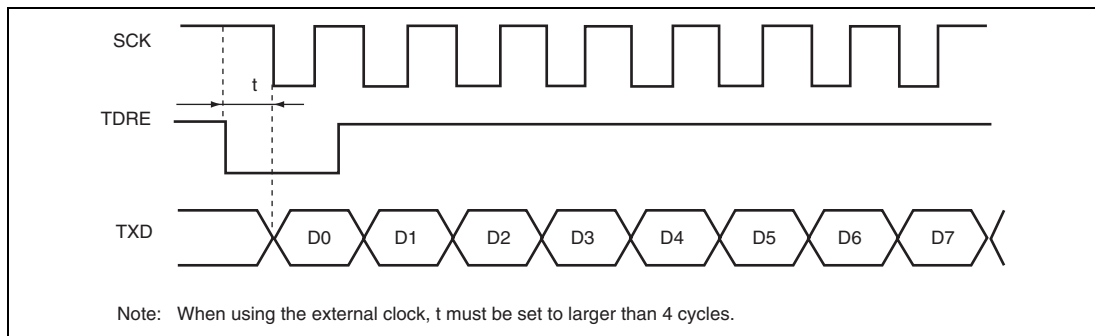 SCK
t
TDRE
TXD
D0 D1 D2 D3 D4 D5 D6 D7
Note: When using the external clock, t must be set to larger than 4 cycles.